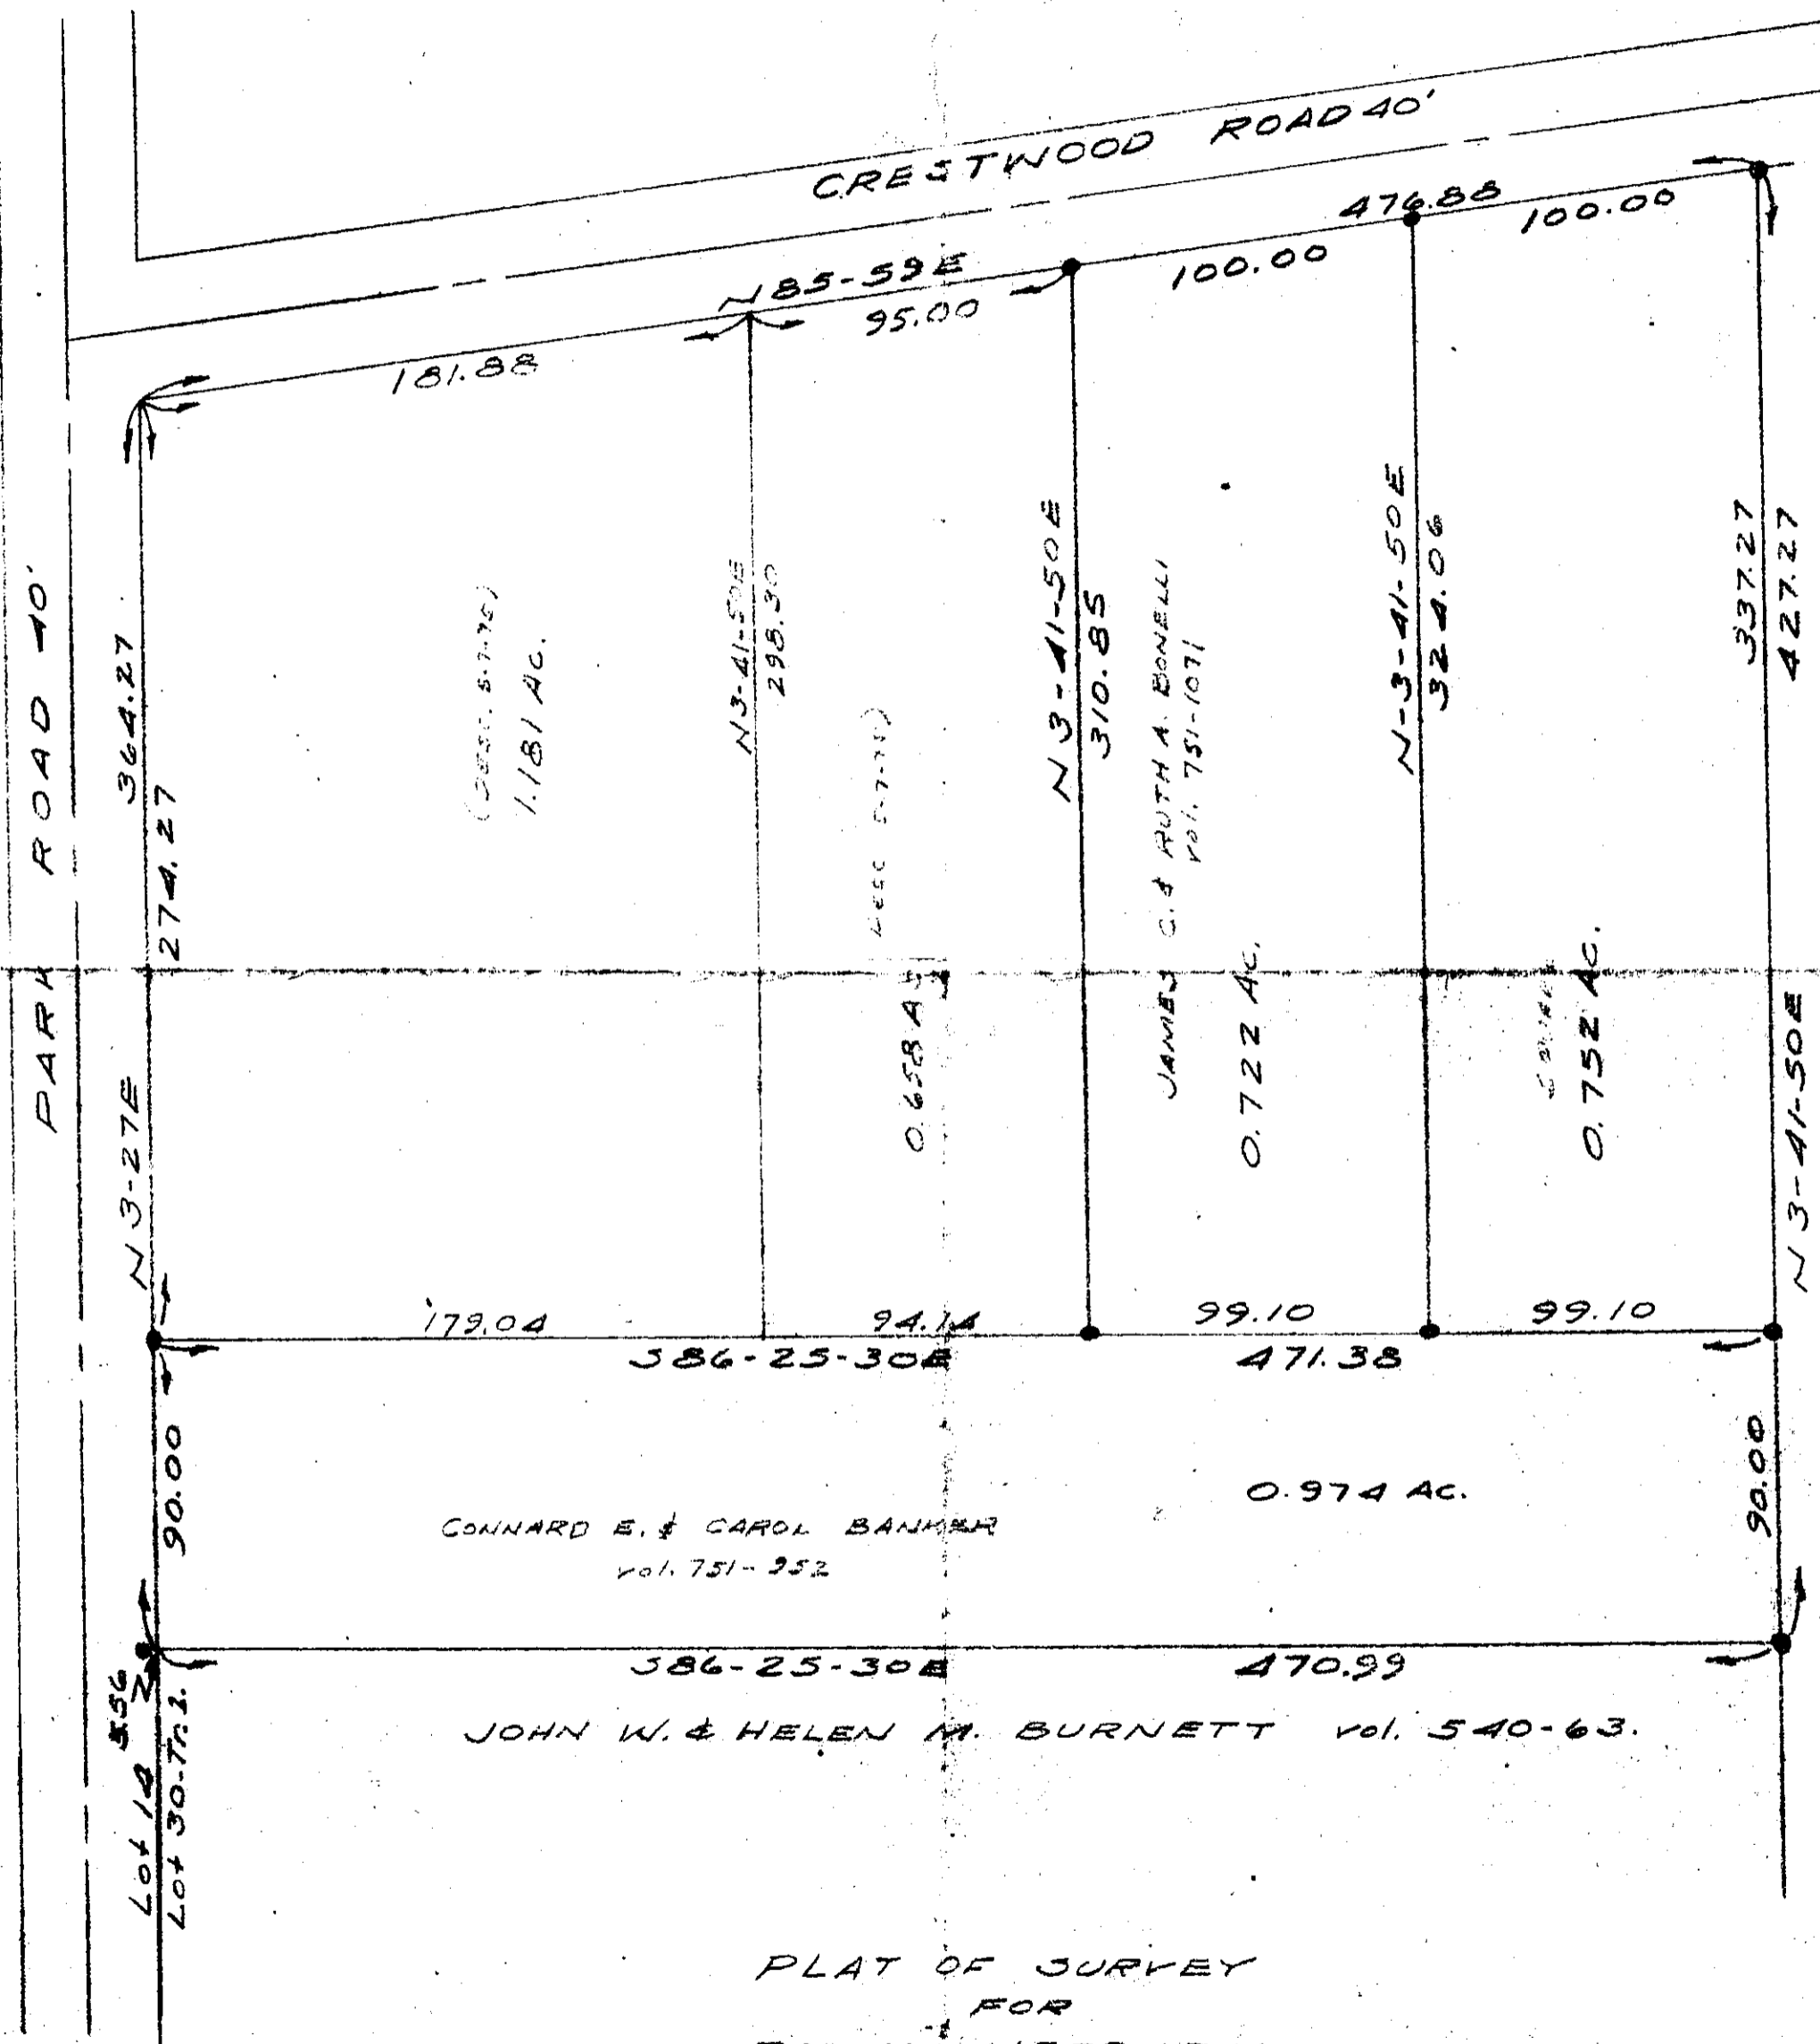 CRESTWOOD ROAD 40'
476.88
100.00
N85-59E
100.00
95.00
181.88
PARK ROAD 40'
364.27
274.27
N3-27E
1.181 AC.
N3-41-50E
298.30
0.658 A
N3-41-50E
310.85
JAMES C. & RUTH A. BONELLI
vol. 751-1071
0.722 AC.
N-3-41-50E
324.06
0.752 AC.
337.27
427.27
N3-41-50E
179.04
94.14
99.10
99.10
S86-25-30E
471.38
90.00
90.00
0.974 AC.
CONNARD E. & CAROL BANKER
vol. 751-952
S86-25-30E
470.99
JOHN W. & HELEN M. BURNETT vol. 540-63.
Lot 14
Lot 30-Tr.2.
PLAT OF SURVEY
FOR